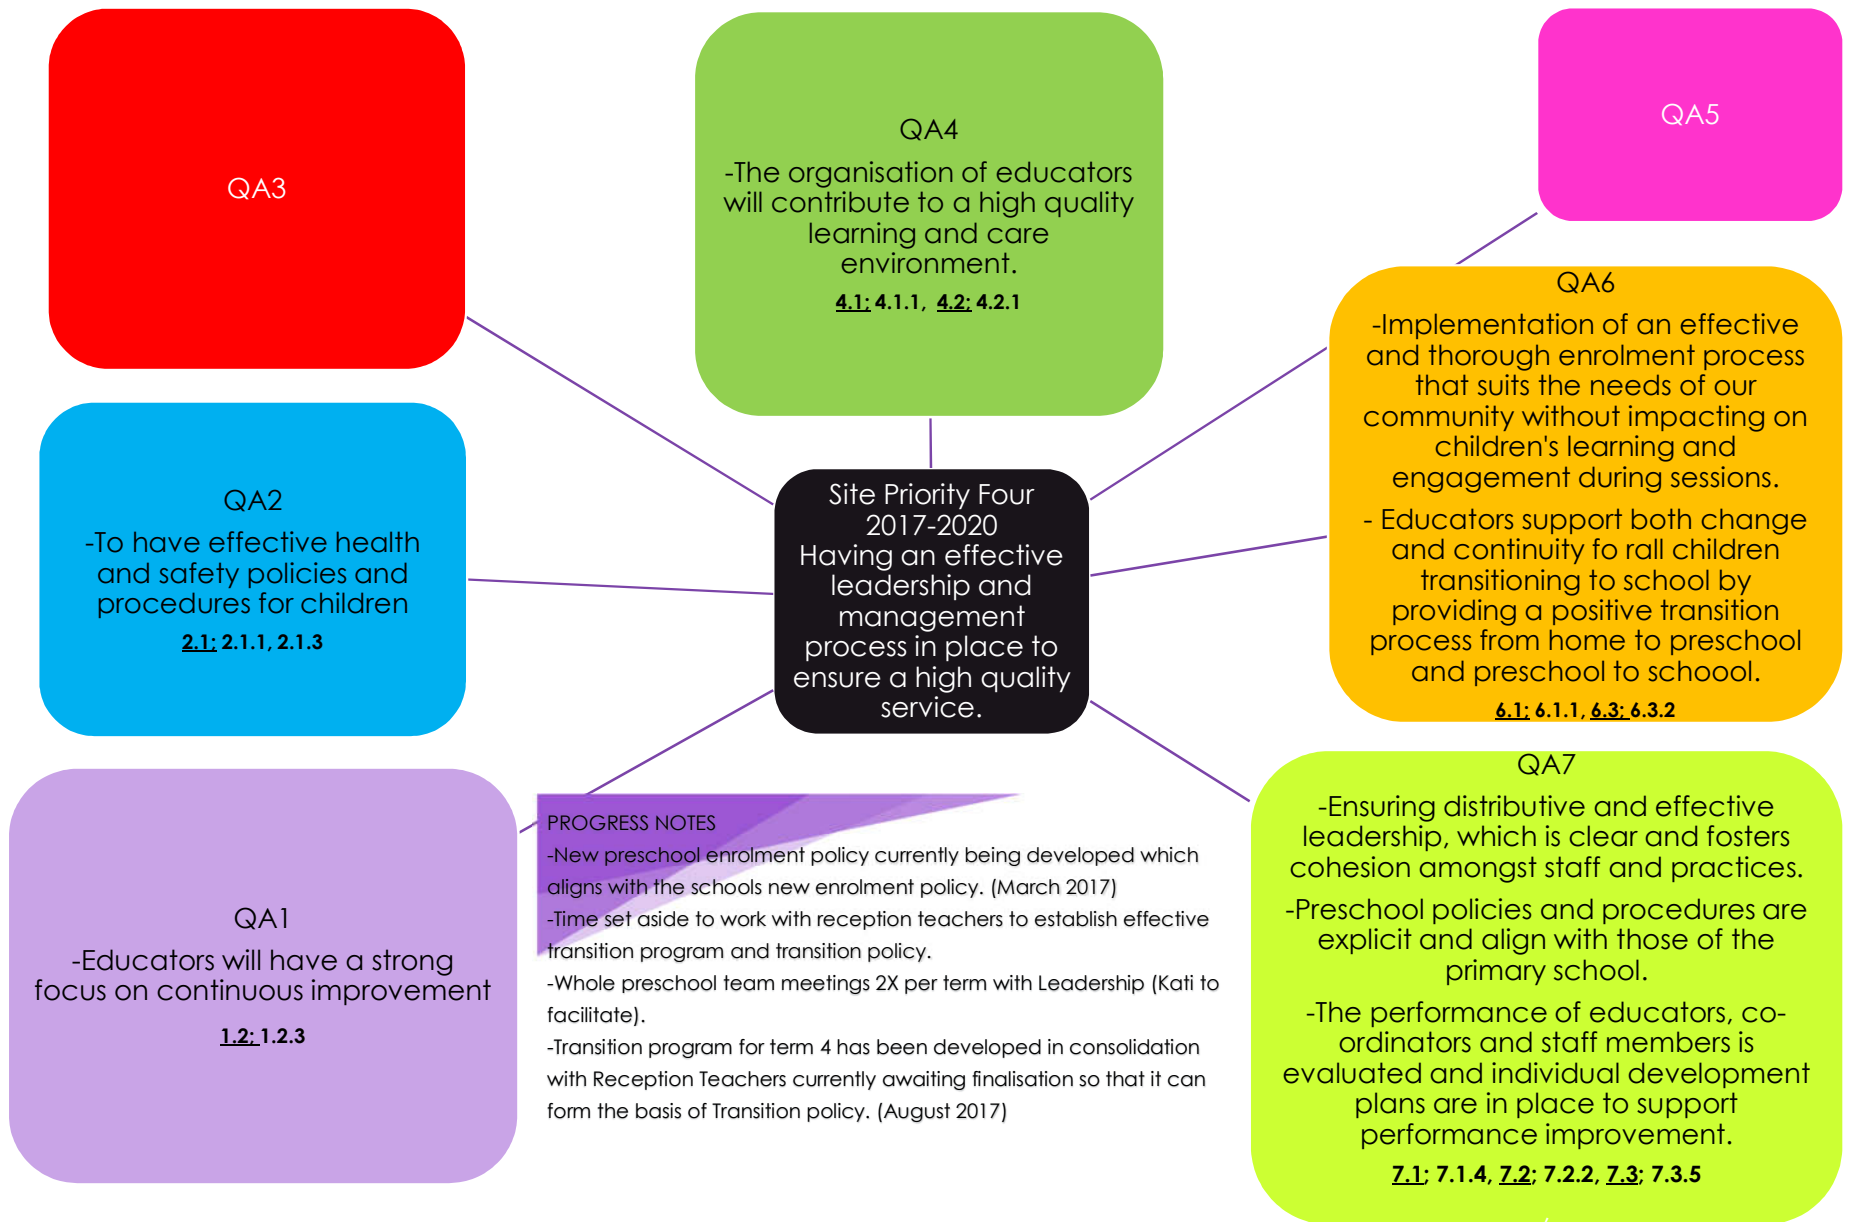 QA3
QA4
-The organisation of educators
will contribute to a high quality
learning and care
environment.
4.1; 4.1.1, 4.2; 4.2.1
QA5
QA6
-Implementation of an effective
and thorough enrolment process
that suits the needs of our
community without impacting on
children's learning and
engagement during sessions.
- Educators support both change
and continuity fo rall children
transitioning to school by
providing a positive transition
process from home to preschool
and preschool to schoool.
6.1; 6.1.1, 6.3; 6.3.2
QA2
-To have effective health
and safety policies and
procedures for children
2.1; 2.1.1, 2.1.3
Site Priority Four
2017-2020
Having an effective
leadership and
management
process in place to
ensure a high quality
service.
QA1
-Educators will have a strong
focus on continuous improvement
1.2; 1.2.3
PROGRESS NOTES
-New preschool enrolment policy currently being developed which
aligns with the schools new enrolment policy. (March 2017)
-Time set aside to work with reception teachers to establish effective
transition program and transition policy.
-Whole preschool team meetings 2X per term with Leadership (Kati to
facilitate).
-Transition program for term 4 has been developed in consolidation
with Reception Teachers currently awaiting finalisation so that it can
form the basis of Transition policy. (August 2017)
QA7
-Ensuring distributive and effective
leadership, which is clear and fosters
cohesion amongst staff and practices.
-Preschool policies and procedures are
explicit and align with those of the
primary school.
-The performance of educators, co-
ordinators and staff members is
evaluated and individual development
plans are in place to support
performance improvement.
7.1; 7.1.4, 7.2; 7.2.2, 7.3; 7.3.5